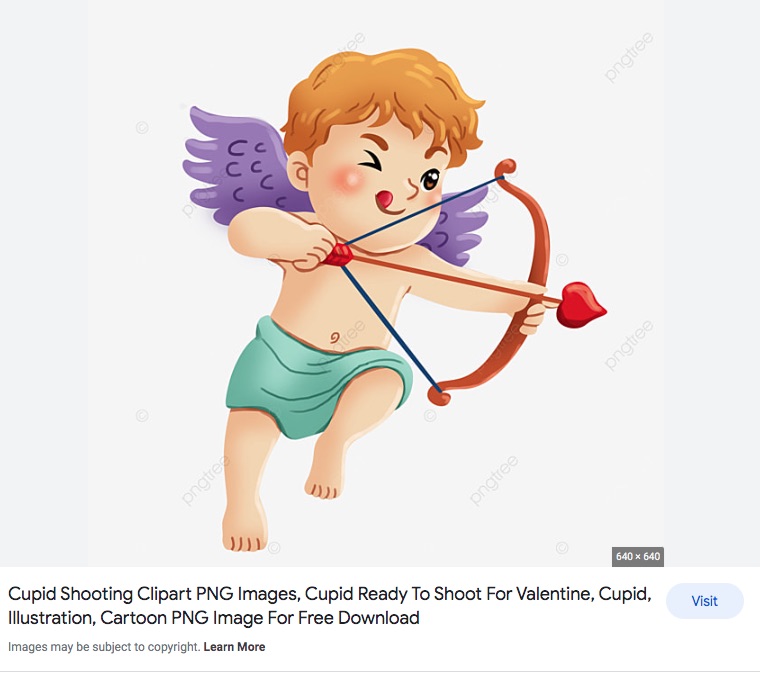 pngtree
pngtree
©
pngtree
©
pngtree
©
©
pngtree
pngtree
©
©
640 × 640
Cupid Shooting Clipart PNG Images, Cupid Ready To Shoot For Valentine, Cupid,
Illustration, Cartoon PNG Image For Free Download
Visit
Images may be subject to copyright. Learn More